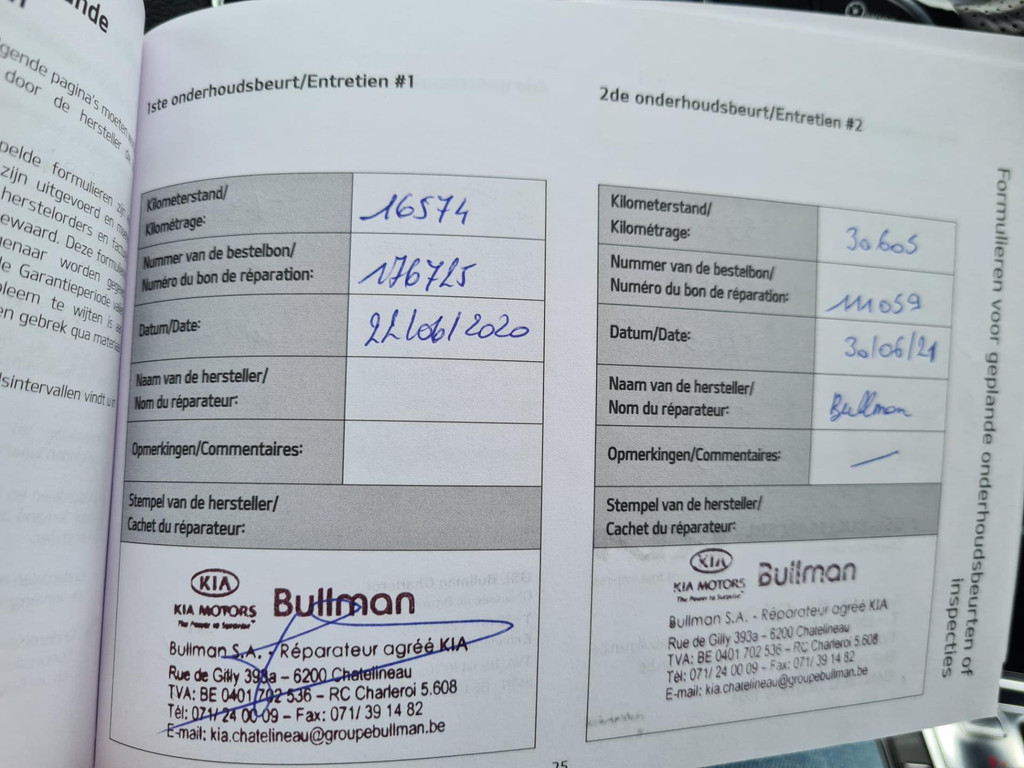 gende pagina's moeten
door de hersteller
pelde formulieren
zijn uitgevoerd en
herstelorders en
ewaard. Deze
genaar worden
le Garantieperiode
bleem te wijten is
en gebrek qua
sintervallen vindt
1ste onderhoudsbeurt/Entretien #1
Kilometerstand/
Kilométrage:
16574
Nummer van de bestelbon/
Numéro du bon de réparation:
176725
Datum/Date:
22/06/2020
Naam van de hersteller/
Nom du réparateur:
Opmerkingen/Commentaires:
Stempel van de hersteller/
Cachet du réparateur:
KIA
KIA MOTORS
The Power to Surprise™
Bullman
Bullman S.A. - Réparateur agréé KIA
Rue de Gilly 393a – 6200 Chatelineau
TVA: BE 0401 702 536 – RC Charleroi 5.608
Tél: 071/ 24 00 09 – Fax: 071/ 39 14 82
E-mail: kia.chatelineau@groupebullman.be
2de onderhoudsbeurt/Entretien #2
Kilometerstand/
Kilométrage:
30605
Nummer van de bestelbon/
Numéro du bon de réparation:
111059
Datum/Date:
30/06/21
Naam van de hersteller/
Nom du réparateur:
Bullman
Opmerkingen/Commentaires:
—
Stempel van de hersteller/
Cachet du réparateur:
KIA
KIA MOTORS
The Power to Surprise™
Bullman
Bullman S.A. - Réparateur agréé KIA
Rue de Gilly 393a – 6200 Chatelineau
TVA: BE 0401 702 536 – RC Charleroi 5.608
Tél: 071/ 24 00 09 – Fax: 071/ 39 14 82
E-mail: kia.chatelineau@groupebullman.be
Formulieren voor geplande onderhoudsbeurten of
inspecties
25